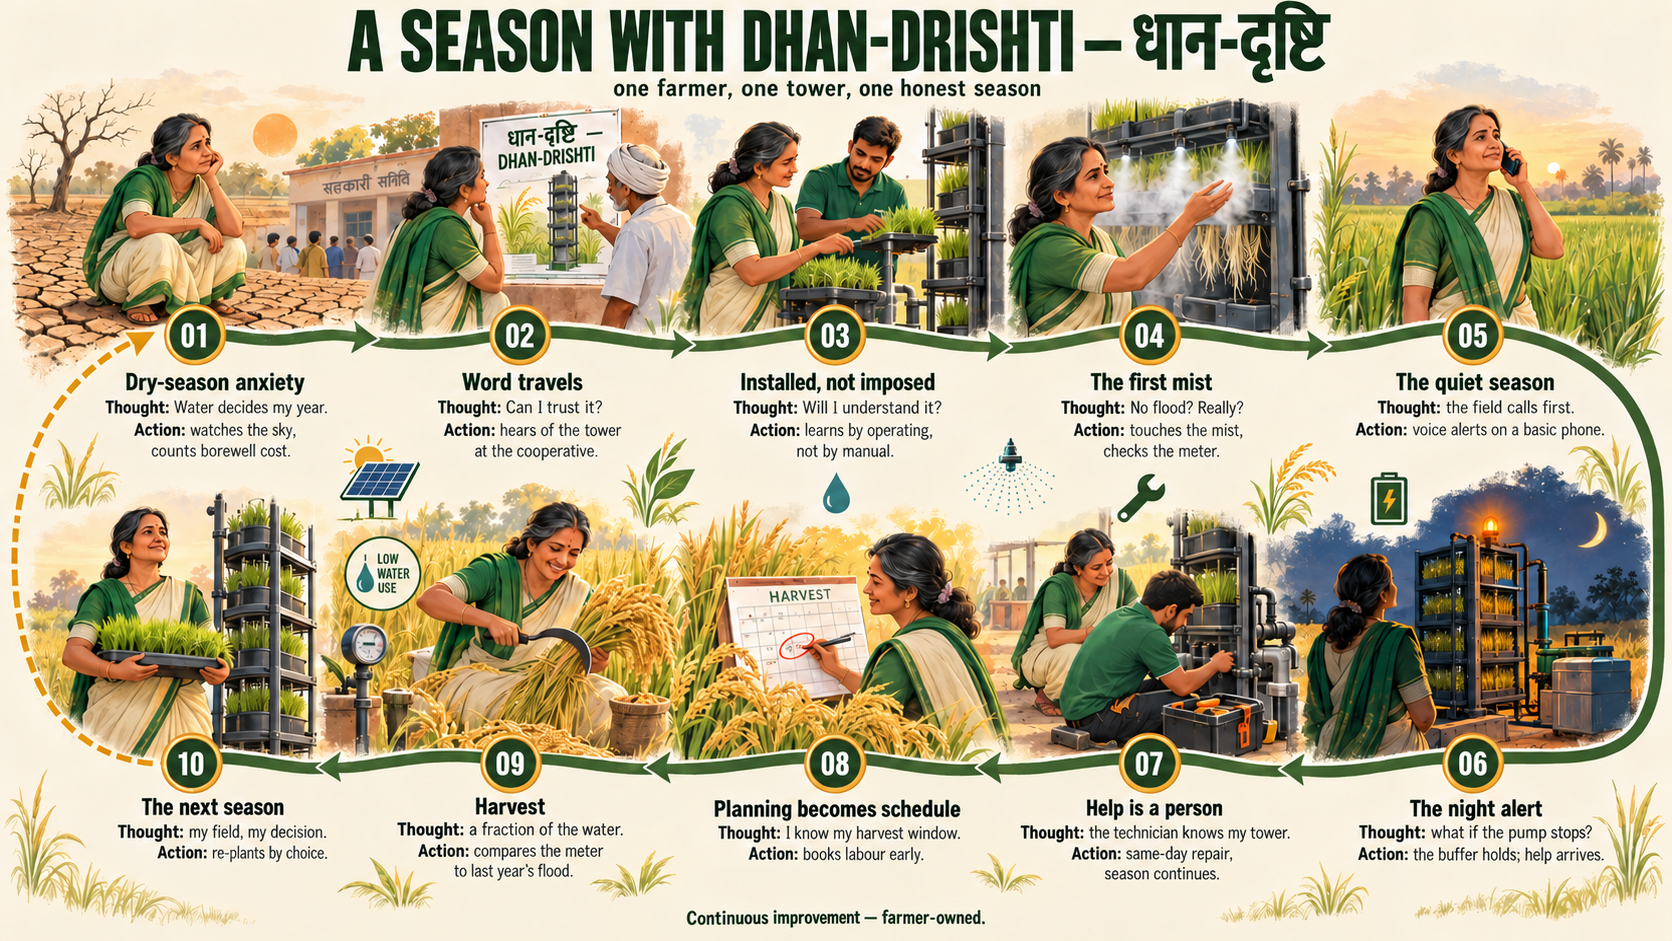 A SEASON WITH DHAN-DRISHTI – धान-दृष्टि
one farmer, one tower, one honest season
सहकारी समिति
धान-दृष्टि –
DHAN-DRISHTI
01
Dry-season anxiety
Thought: Water decides my year.
Action: watches the sky,
counts borewell cost.
02
Word travels
Thought: Can I trust it?
Action: hears of the tower
at the cooperative.
03
Installed, not imposed
Thought: Will I understand it?
Action: learns by operating,
not by manual.
04
The first mist
Thought: No flood? Really?
Action: touches the mist,
checks the meter.
05
The quiet season
Thought: the field calls first.
Action: voice alerts on a basic phone.
LOW
WATER
USE
HARVEST
06
The night alert
Thought: what if the pump stops?
Action: the buffer holds; help arrives.
07
Help is a person
Thought: the technician knows my tower.
Action: same-day repair,
season continues.
08
Planning becomes schedule
Thought: I know my harvest window.
Action: books labour early.
09
Harvest
Thought: a fraction of the water.
Action: compares the meter
to last year's flood.
10
The next season
Thought: my field, my decision.
Action: re-plants by choice.
Continuous improvement — farmer-owned.